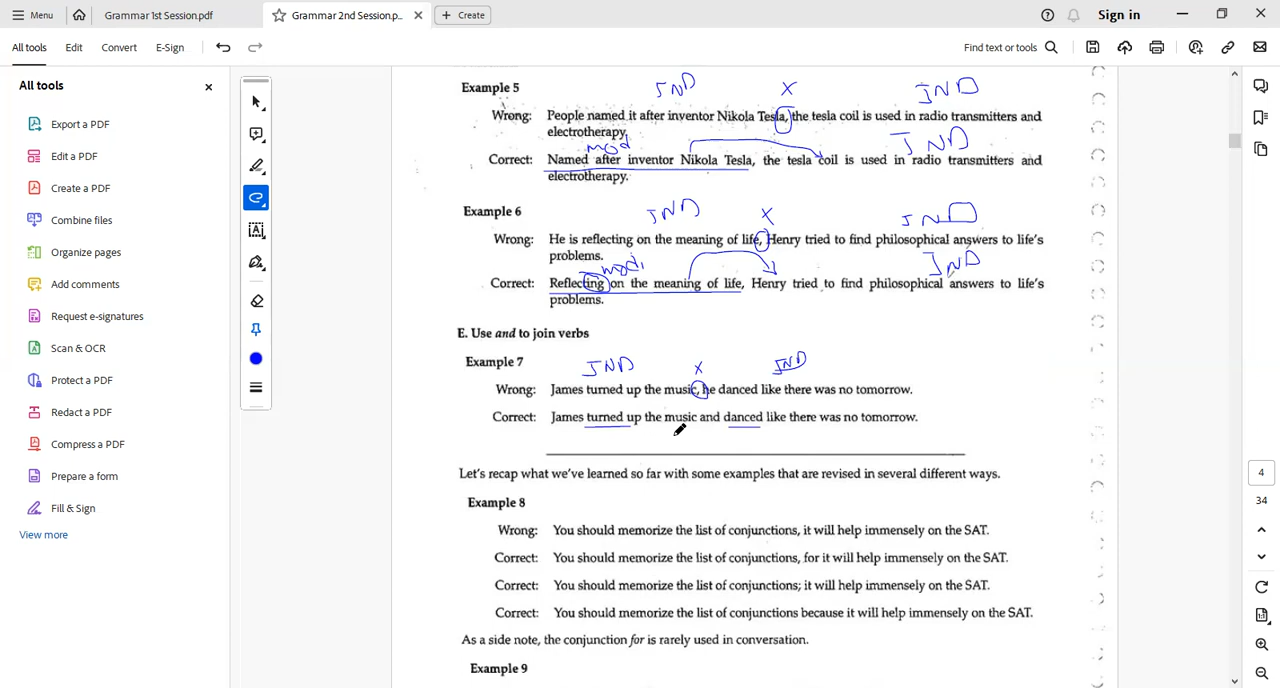 Menu
Grammar 1st Session.pdf
Grammar 2nd Session.p...
Create
Sign in
All tools
Edit
Convert
E-Sign
Find text or tools
All tools
Export a PDF
Edit a PDF
Create a PDF
Combine files
Organize pages
Add comments
Request e-signatures
Scan & OCR
Protect a PDF
Redact a PDF
Compress a PDF
Prepare a form
Fill & Sign
View more
Example 5
IND X IND
Wrong: People named it after inventor Nikola Tesla, the tesla coil is used in radio transmitters and
electrotherapy.
mod IND
Correct: Named after inventor Nikola Tesla, the tesla coil is used in radio transmitters and
electrotherapy.
Example 6
IND X IND
Wrong: He is reflecting on the meaning of life, Henry tried to find philosophical answers to life's
problems.
mod. IND
Correct: Reflecting on the meaning of life, Henry tried to find philosophical answers to life's
problems.
E. Use and to join verbs
Example 7
IND X IND
Wrong: James turned up the music, he danced like there was no tomorrow.
Correct: James turned up the music and danced like there was no tomorrow.
Let's recap what we've learned so far with some examples that are revised in several different ways.
Example 8
Wrong: You should memorize the list of conjunctions, it will help immensely on the SAT.
Correct: You should memorize the list of conjunctions, for it will help immensely on the SAT.
Correct: You should memorize the list of conjunctions; it will help immensely on the SAT.
Correct: You should memorize the list of conjunctions because it will help immensely on the SAT.
As a side note, the conjunction for is rarely used in conversation.
Example 9
4
34